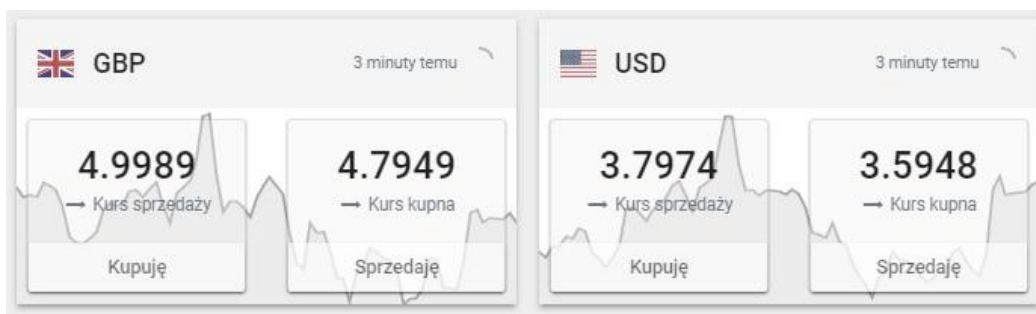 GBP 3 minuty temu
4.9989 4.7949
Kurs sprzedaży Kurs kupna
Kupuję Sprzedaję
USD 3 minuty temu
3.7974 3.5948
Kurs sprzedaży Kurs kupna
Kupuję Sprzedaję